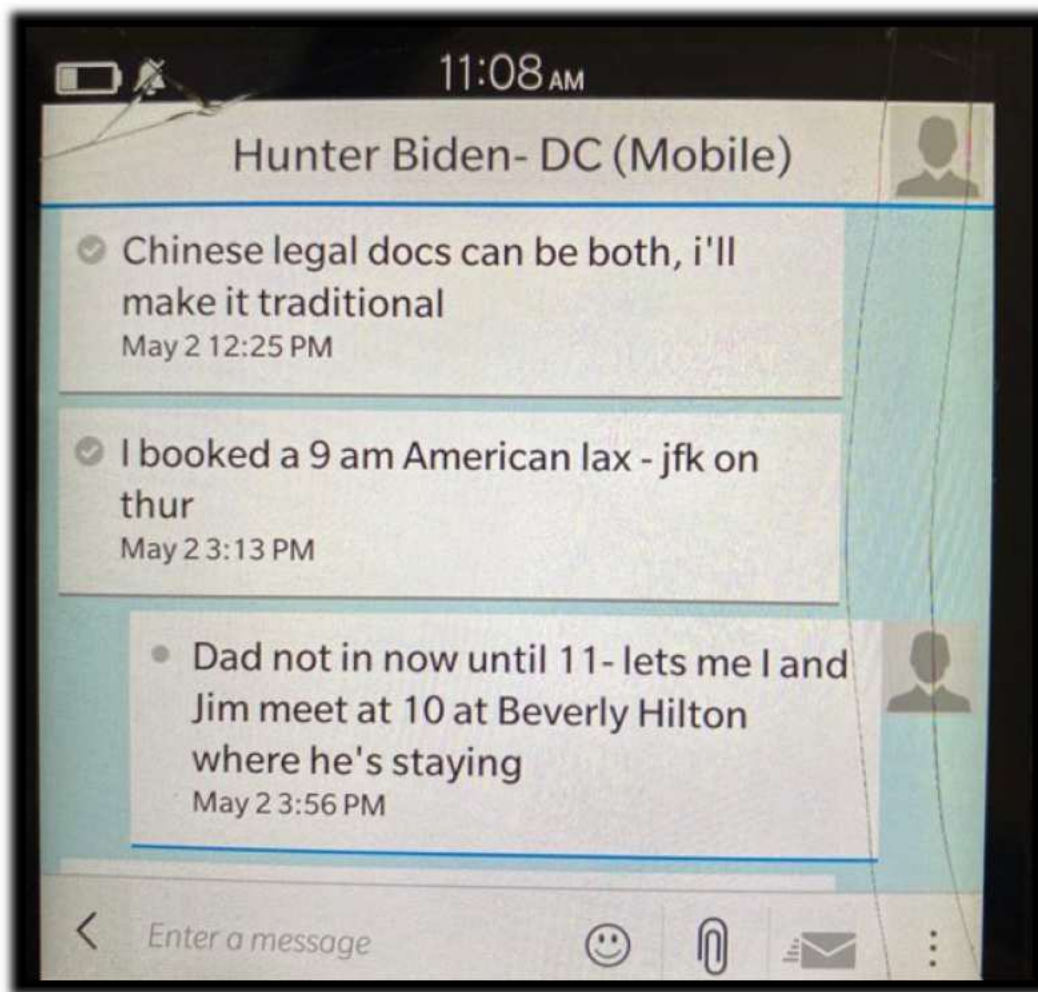 11:08 AM
Hunter Biden- DC (Mobile)
Chinese legal docs can be both, i'll
make it traditional
May 2 12:25 PM
I booked a 9 am American lax - jfk on
thur
May 2 3:13 PM
Dad not in now until 11- lets me I and
Jim meet at 10 at Beverly Hilton
where he's staying
May 2 3:56 PM
Enter a message